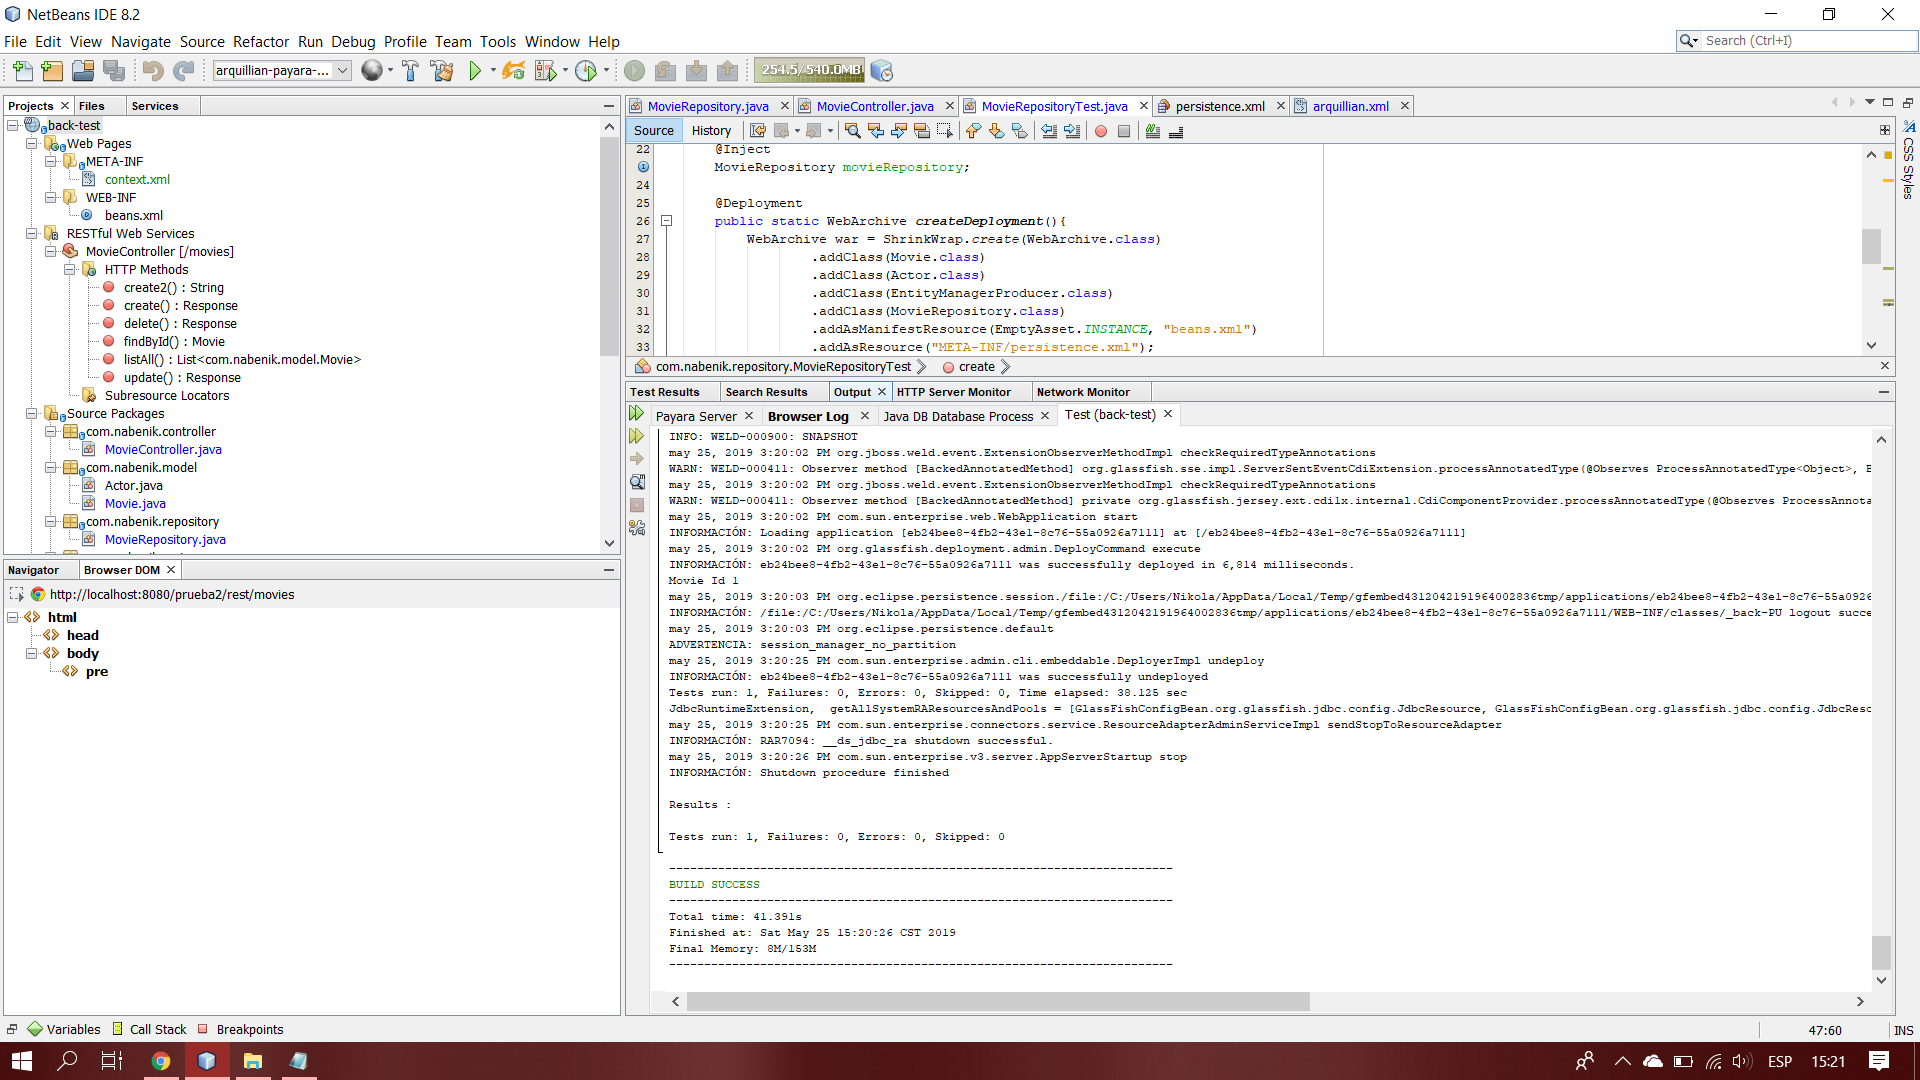 NetBeans IDE 8.2
File Edit View Navigate Source Refactor Run Debug Profile Team Tools Window Help
Search (Ctrl+I)
arquillian-payara-...
254.5/540.0MB
Projects Files Services
back-test
Web Pages
META-INF
context.xml
WEB-INF
beans.xml
RESTful Web Services
MovieController [/movies]
HTTP Methods
create2() : String
create() : Response
delete() : Response
findById() : Movie
listAll() : List<com.nabenik.model.Movie>
update() : Response
Subresource Locators
Source Packages
com.nabenik.controller
MovieController.java
com.nabenik.model
Actor.java
Movie.java
com.nabenik.repository
MovieRepository.java
Navigator Browser DOM
http://localhost:8080/prueba2/rest/movies
html
head
body
pre
MovieRepository.java MovieController.java MovieRepositoryTest.java persistence.xml arquillian.xml
Source History
22 @Inject
MovieRepository movieRepository;
24
25 @Deployment
26 public static WebArchive createDeployment(){
27 WebArchive war = ShrinkWrap.create(WebArchive.class)
28 .addClass(Movie.class)
29 .addClass(Actor.class)
30 .addClass(EntityManagerProducer.class)
31 .addClass(MovieRepository.class)
32 .addAsManifestResource(EmptyAsset.INSTANCE, "beans.xml")
33 .addAsResource("META-INF/persistence.xml");
com.nabenik.repository.MovieRepositoryTest create
CSS Styles
Test Results Search Results Output HTTP Server Monitor Network Monitor
Payara Server Browser Log Java DB Database Process Test (back-test)
INFO: WELD-000900: SNAPSHOT
may 25, 2019 3:20:02 PM org.jboss.weld.event.ExtensionObserverMethodImpl checkRequiredTypeAnnotations
WARN: WELD-000411: Observer method [BackedAnnotatedMethod] org.glassfish.sse.impl.ServerSentEventCdiExtension.processAnnotatedType(@Observes ProcessAnnotatedType<Object>, B
may 25, 2019 3:20:02 PM org.jboss.weld.event.ExtensionObserverMethodImpl checkRequiredTypeAnnotations
WARN: WELD-000411: Observer method [BackedAnnotatedMethod] private org.glassfish.jersey.ext.cdi1x.internal.CdiComponentProvider.processAnnotatedType(@Observes ProcessAnnota
may 25, 2019 3:20:02 PM com.sun.enterprise.web.WebApplication start
INFORMACIÓN: Loading application [eb24bee8-4fb2-43e1-8c76-55a0926a7111] at [/eb24bee8-4fb2-43e1-8c76-55a0926a7111]
may 25, 2019 3:20:02 PM org.glassfish.deployment.admin.DeployCommand execute
INFORMACIÓN: eb24bee8-4fb2-43e1-8c76-55a0926a7111 was successfully deployed in 6,814 milliseconds.
Movie Id 1
may 25, 2019 3:20:03 PM org.eclipse.persistence.session./file:/C:/Users/Nikola/AppData/Local/Temp/gfembed4312042191964002836tmp/applications/eb24bee8-4fb2-43e1-8c76-55a0926
INFORMACIÓN: /file:/C:/Users/Nikola/AppData/Local/Temp/gfembed4312042191964002836tmp/applications/eb24bee8-4fb2-43e1-8c76-55a0926a7111/WEB-INF/classes/_back-PU logout succe
may 25, 2019 3:20:03 PM org.eclipse.persistence.default
ADVERTENCIA: session_manager_no_partition
may 25, 2019 3:20:25 PM com.sun.enterprise.admin.cli.embeddable.DeployerImpl undeploy
INFORMACIÓN: eb24bee8-4fb2-43e1-8c76-55a0926a7111 was successfully undeployed
Tests run: 1, Failures: 0, Errors: 0, Skipped: 0, Time elapsed: 38.125 sec
JdbcRuntimeExtension, getAllSystemRAResourcesAndPools = [GlassFishConfigBean.org.glassfish.jdbc.config.JdbcResource, GlassFishConfigBean.org.glassfish.jdbc.config.JdbcResc
may 25, 2019 3:20:25 PM com.sun.enterprise.connectors.service.ResourceAdapterAdminServiceImpl sendStopToResourceAdapter
INFORMACIÓN: RAR7094: __ds_jdbc_ra shutdown successful.
may 25, 2019 3:20:26 PM com.sun.enterprise.v3.server.AppServerStartup stop
INFORMACIÓN: Shutdown procedure finished
Results :
Tests run: 1, Failures: 0, Errors: 0, Skipped: 0
------------------------------------------------------------------------
BUILD SUCCESS
------------------------------------------------------------------------
Total time: 41.391s
Finished at: Sat May 25 15:20:26 CST 2019
Final Memory: 8M/153M
------------------------------------------------------------------------
Variables Call Stack Breakpoints
47:60 INS
ESP 15:21